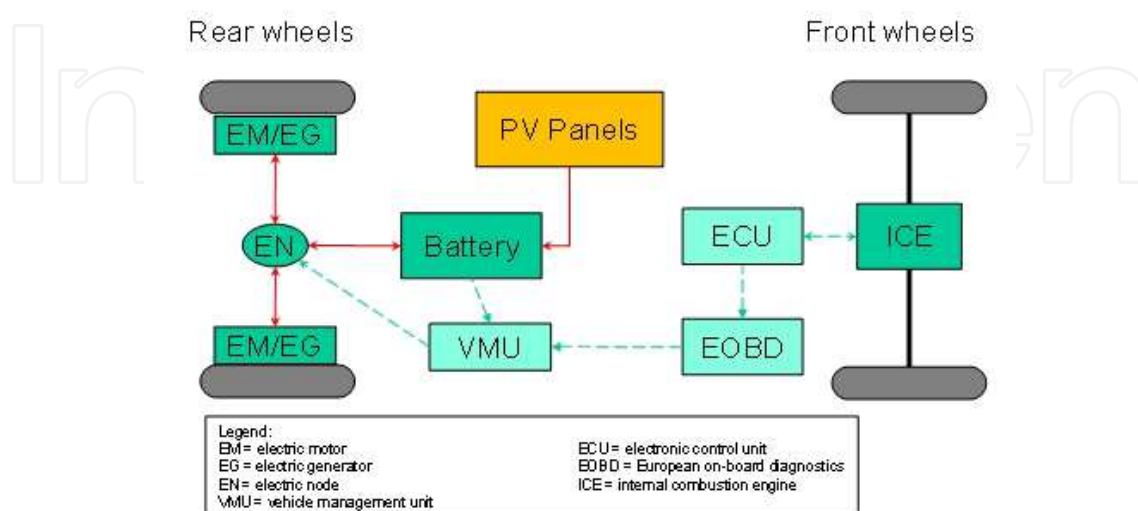 Rear wheels
Front wheels
EM/EG
PV Panels
EN
Battery
ECU
ICE
EM/EG
VMU
EOBD
Legend:
EM = electric motor
EG = electric generator
EN = electric node
VMU = vehicle management unit
ECU = electronic control unit
EOBD = European on-board diagnostics
ICE = internal combustion engine